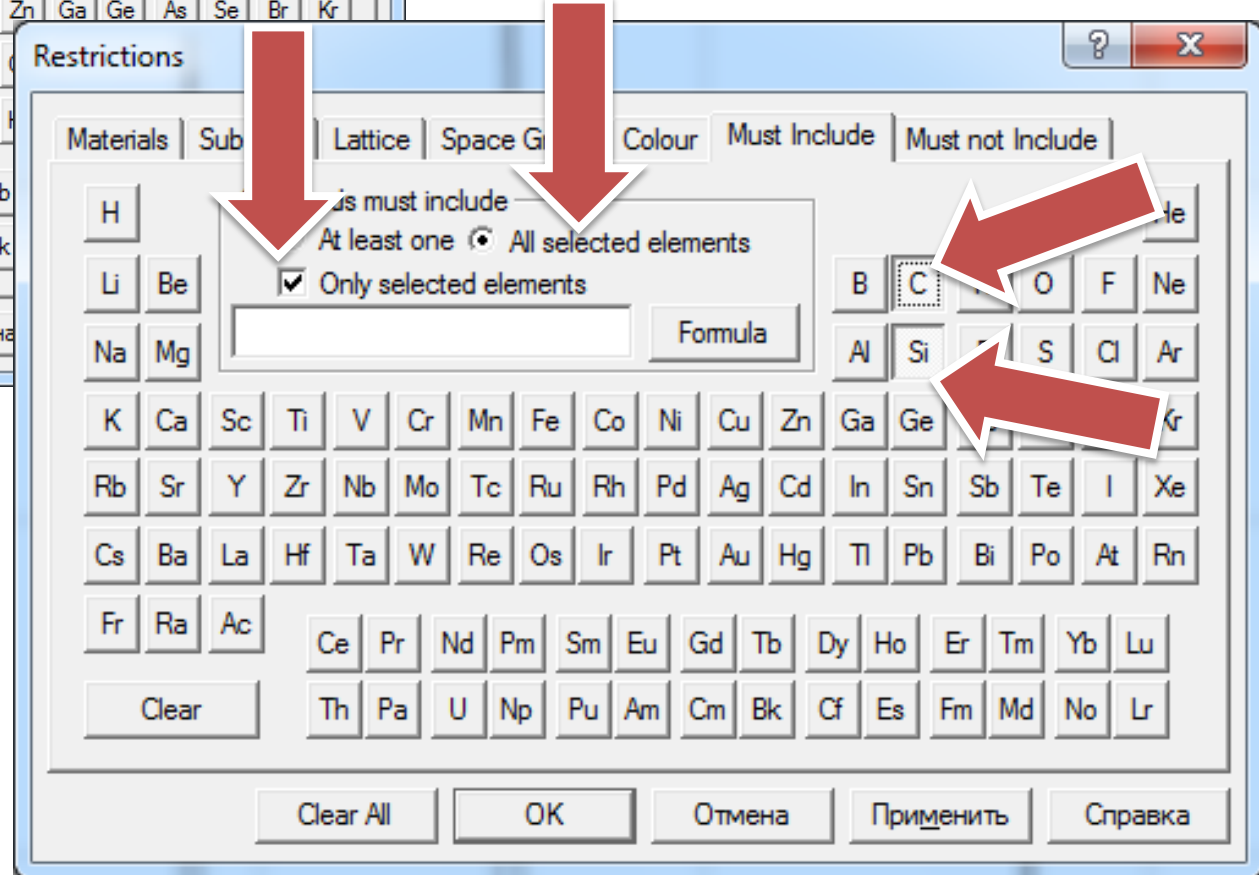 Zn Ga Ge As Se Br Kr
Restrictions
Materials Lattice Space Colour Must Include Must not Include
must include
At least one All selected elements
Only selected elements
Formula
H
Li Be B C O F Ne
Na Mg Al Si S Cl Ar
K Ca Sc Ti V Cr Mn Fe Co Ni Cu Zn Ga Ge Kr
Rb Sr Y Zr Nb Mo Tc Ru Rh Pd Ag Cd In Sn Sb Te I Xe
Cs Ba La Hf Ta W Re Os Ir Pt Au Hg Tl Pb Bi Po At Rn
Fr Ra Ac
Ce Pr Nd Pm Sm Eu Gd Tb Dy Ho Er Tm Yb Lu
Clear Th Pa U Np Pu Am Cm Bk Cf Es Fm Md No Lr
Clear All OK Отмена Применить Справка